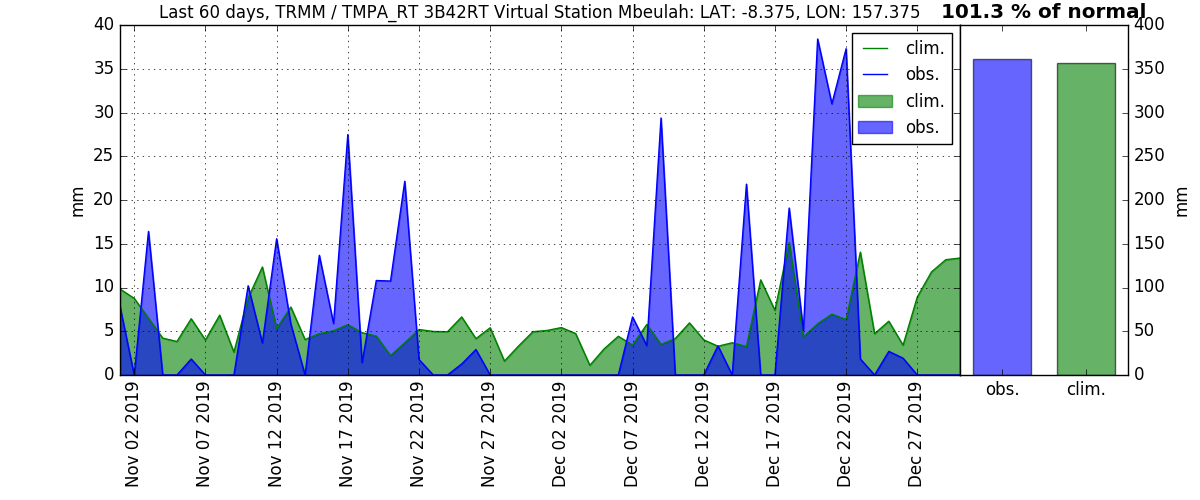 Last 60 days, TRMM / TMPA_RT 3B42RT Virtual Station Mbeulah: LAT: -8.375, LON: 157.375
101.3 % of normal
40
35
30
25
20
15
10
5
0
mm
clim.
obs.
clim.
obs.
Nov 02 2019
Nov 07 2019
Nov 12 2019
Nov 17 2019
Nov 22 2019
Nov 27 2019
Dec 02 2019
Dec 07 2019
Dec 12 2019
Dec 17 2019
Dec 22 2019
Dec 27 2019
400
350
300
250
200
150
100
50
0
mm
obs.
clim.